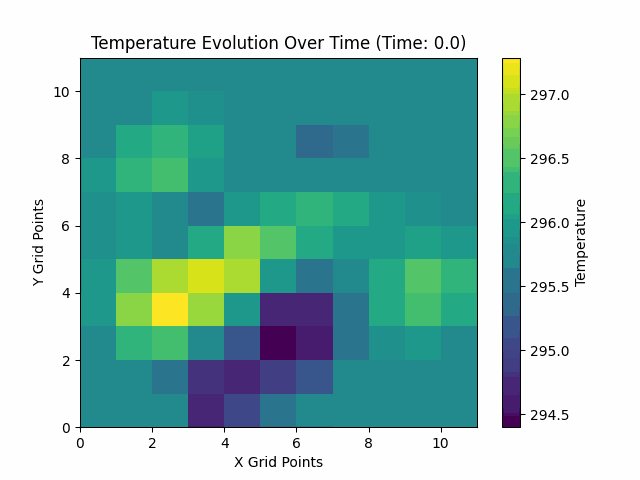 Temperature Evolution Over Time (Time: 0.0)
10
8
6
4
2
0
Y Grid Points
0 2 4 6 8 10
X Grid Points
297.0
296.5
296.0
295.5
295.0
294.5
Temperature